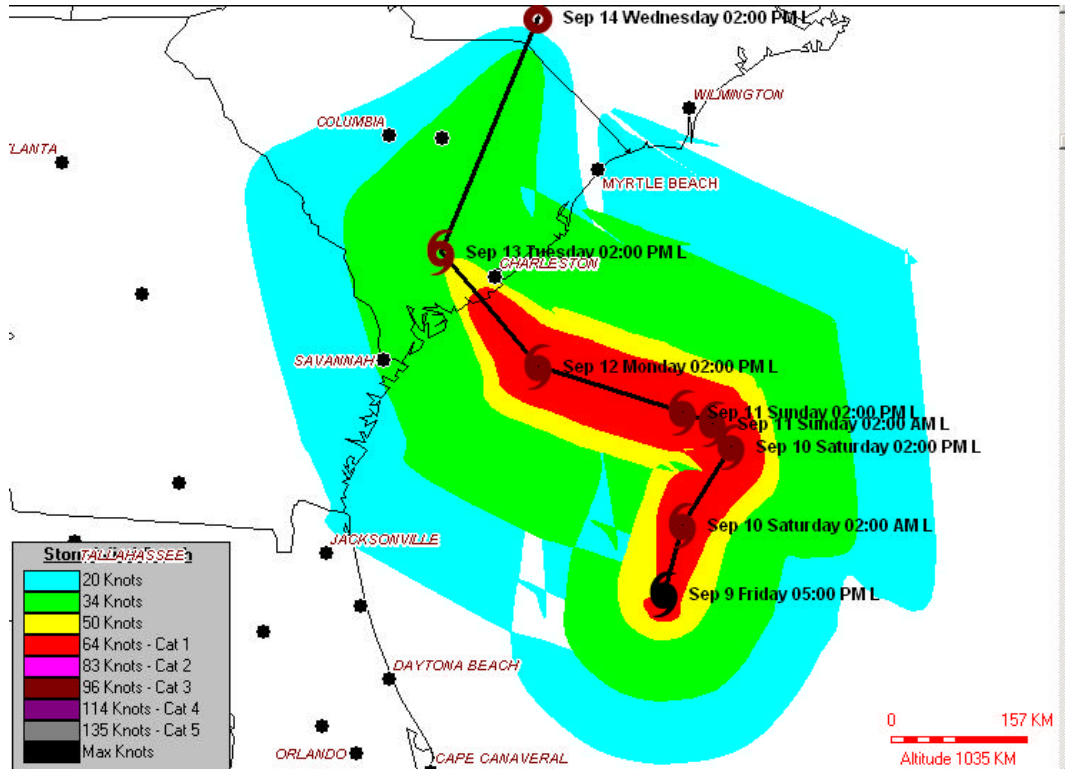 Sep 14 Wednesday 02:00 PM L
WILMINGTON
COLUMBIA
TLANTA
MYRTLE BEACH
Sep 13 Tuesday 02:00 PM L
CHARLESTON
SAVANNAH
Sep 12 Monday 02:00 PM L
Sep 11 Sunday 02:00 PM L
Sep 11 Sunday 02:00 AM L
Sep 10 Saturday 02:00 PM L
Sep 10 Saturday 02:00 AM L
JACKSONVILLE
TALLAHASSEE
20 Knots
34 Knots
50 Knots
64 Knots - Cat 1
83 Knots - Cat 2
96 Knots - Cat 3
114 Knots - Cat 4
135 Knots - Cat 5
Max Knots
Sep 9 Friday 05:00 PM L
DAYTONA BEACH
ORLANDO
CAPE CANAVERAL
0 157 KM
Altitude 1035 KM